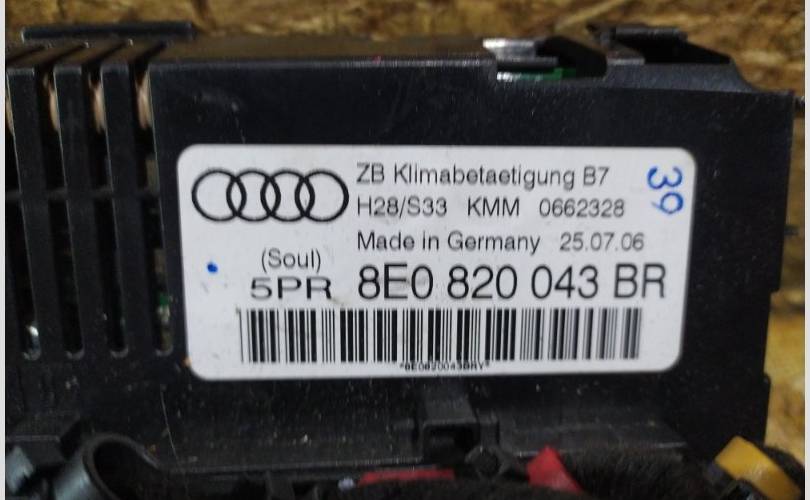 ZB Klimabetaetigung B7
H28/S33 KMM 0662328
Made in Germany 25.07.06
(Soul)
5PR 8E0 820 043 BR
*8E0820043BRY*
39